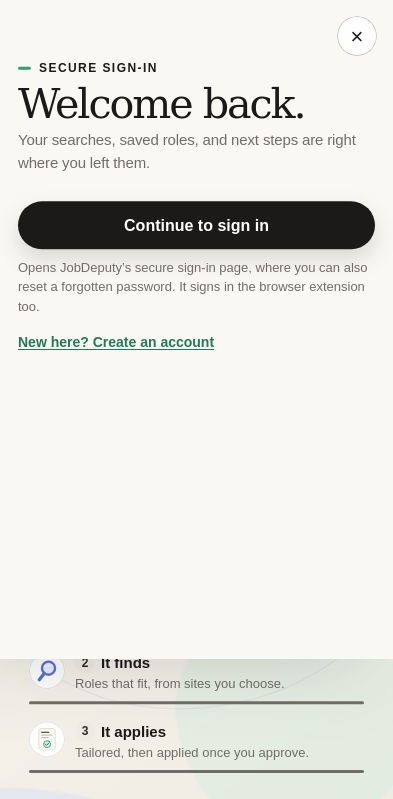 SECURE SIGN-IN
Welcome back.
Your searches, saved roles, and next steps are right
where you left them.
Continue to sign in
Opens JobDeputy's secure sign-in page, where you can also
reset a forgotten password. It signs in the browser extension
too.
New here? Create an account
2 It finds
Roles that fit, from sites you choose.
3 It applies
Tailored, then applied once you approve.